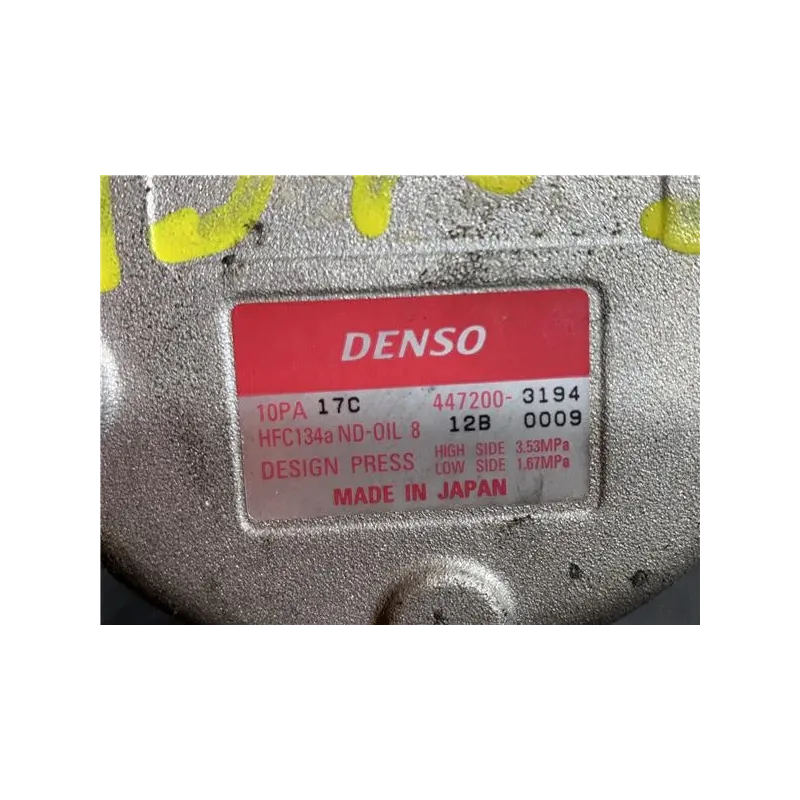 DENSO
10PA 17C 447200-3194
HFC134a ND-OIL 8 12B 0009
DESIGN PRESS HIGH SIDE 3.53MPa
LOW SIDE 1.67MPa
MADE IN JAPAN